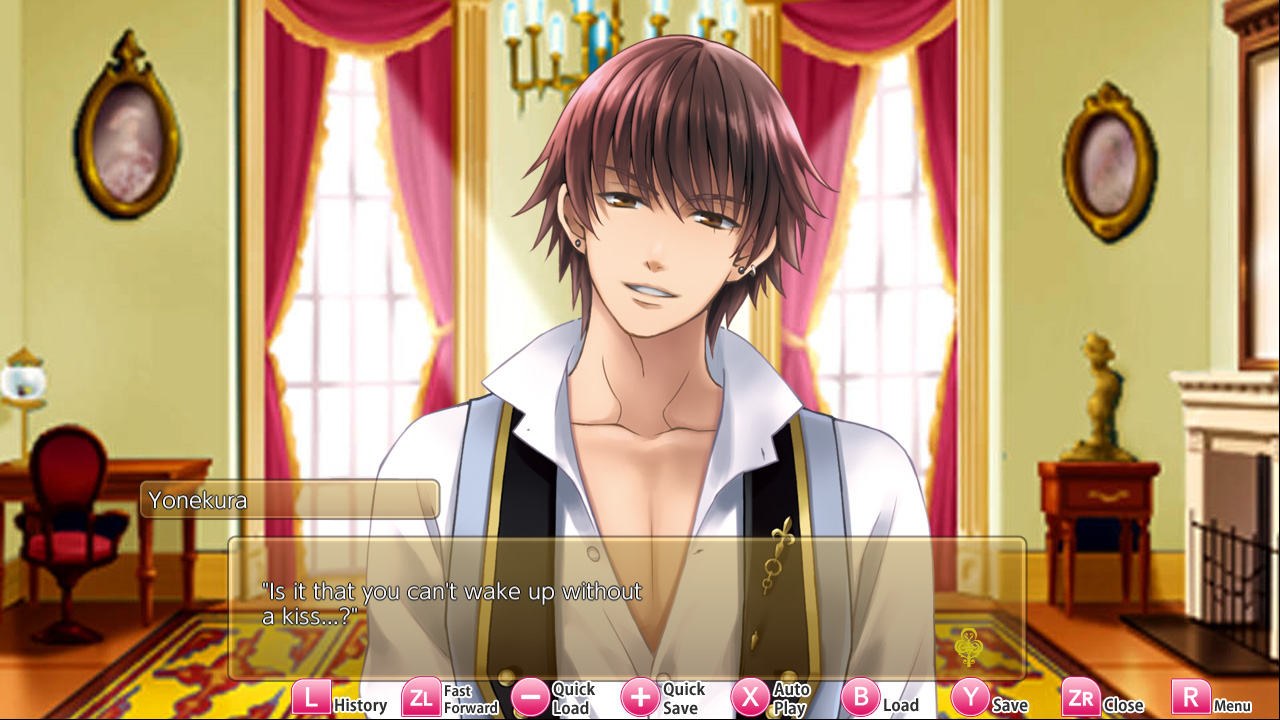 Yonekura
"Is it that you can't wake up without
a kiss...?"
L History
ZL Fast
Forward
− Quick
Load
+ Quick
Save
X Auto
Play
B Load
Y Save
ZR Close
R Menu